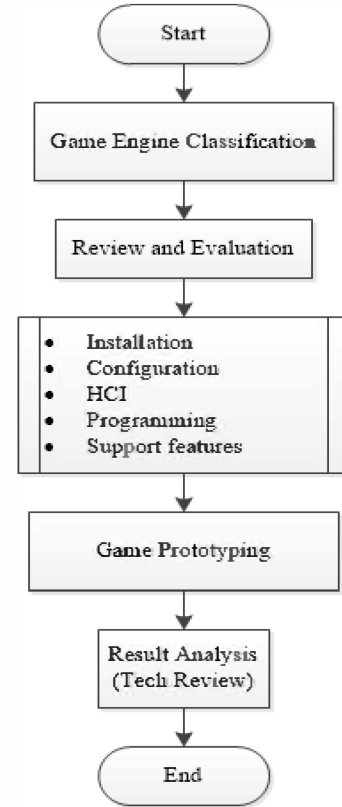 Start
Game Engine Classification
Review and Evaluation
• Installation
• Configuration
• HCI
• Programming
• Support features
Game Prototyping
Result Analysis
(Tech Review)
End